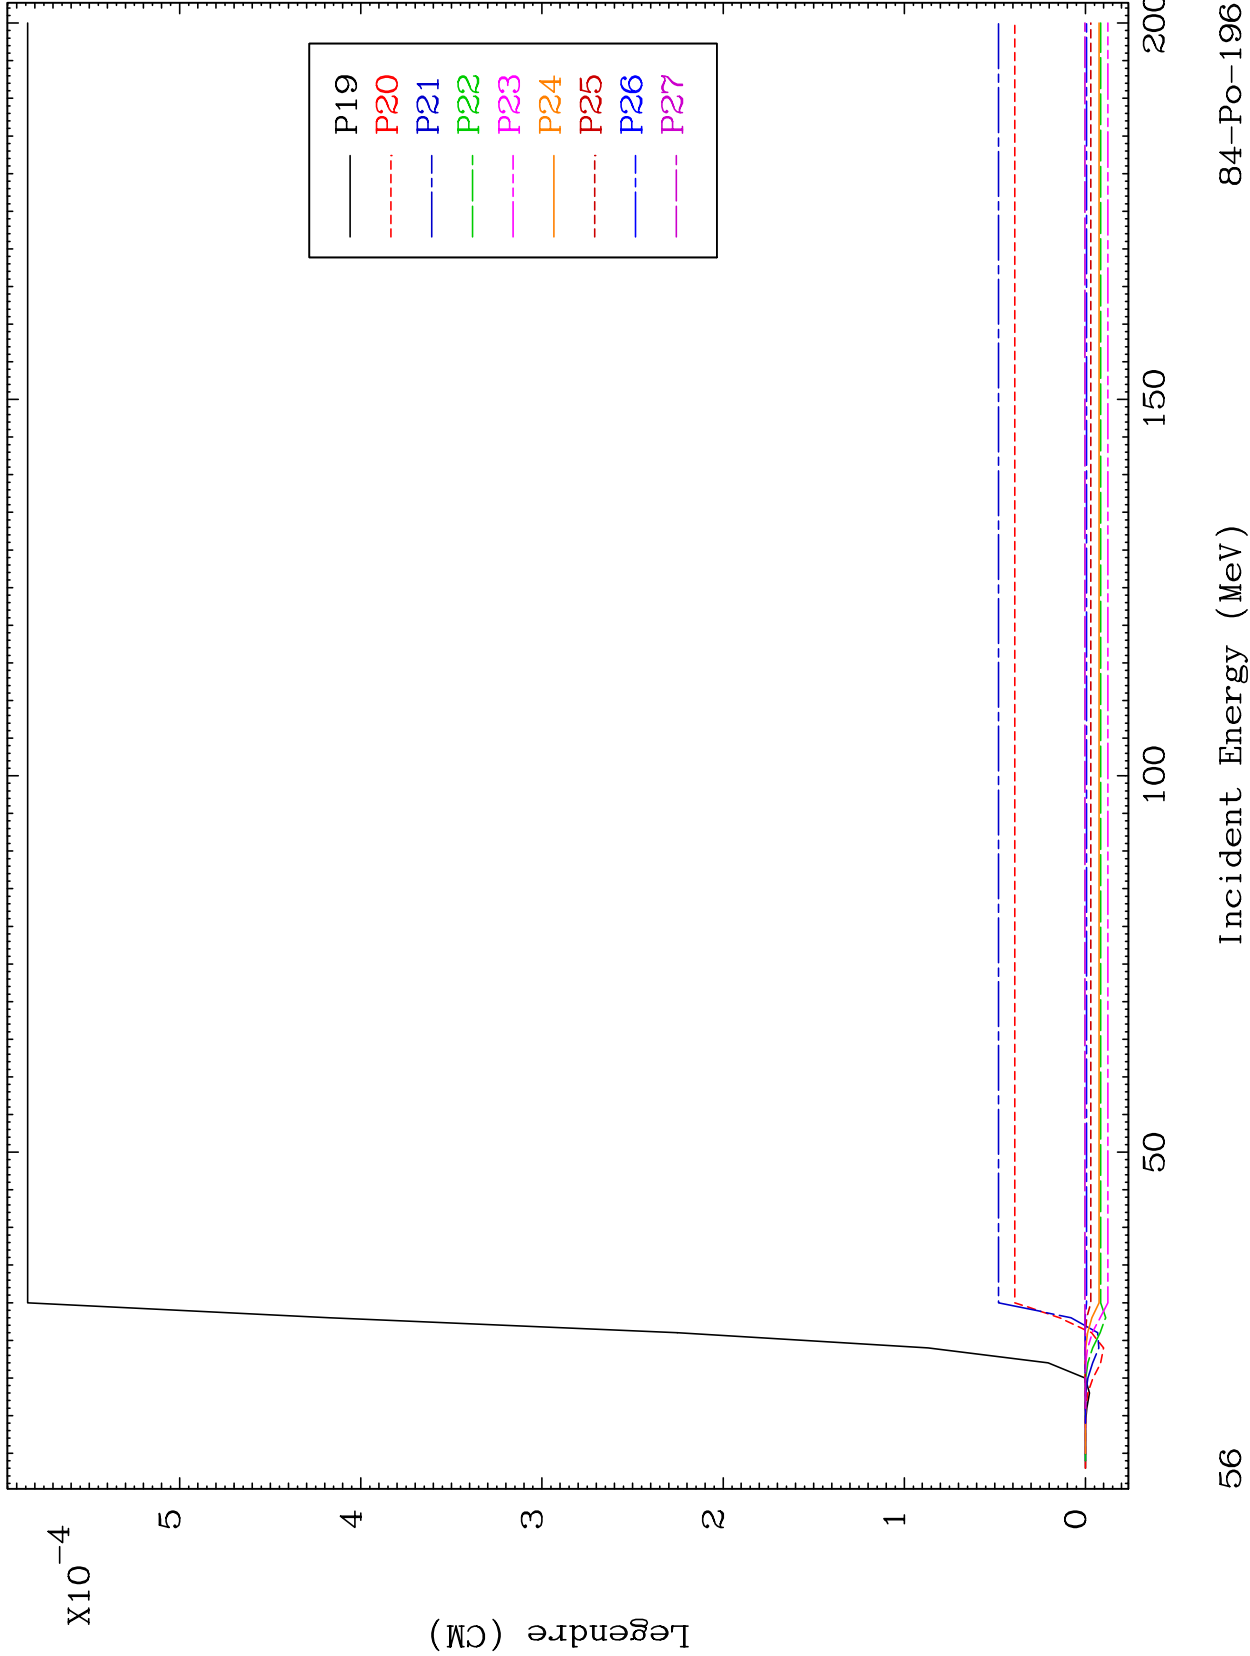 X10-4
5
4
3
2
1
0
Legendre (CM)
P19
P20
P21
P22
P23
P24
P25
P26
P27
50
100
150
200
Incident Energy (MeV)
56
84-Po-196